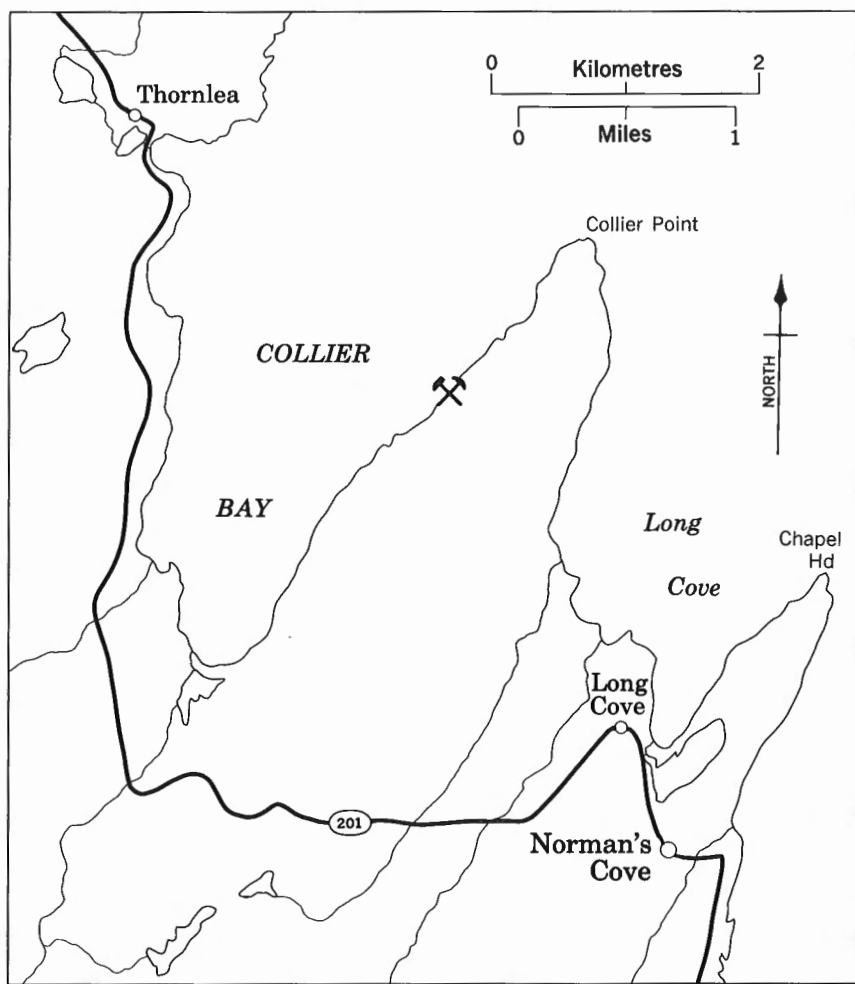 0 Kilometres 2
0 Miles 1
Thornlea
Collier Point
COLLIER
NORTH
BAY
Long
Cove
Chapel
Hd
Long
Cove
201
Norman's
Cove